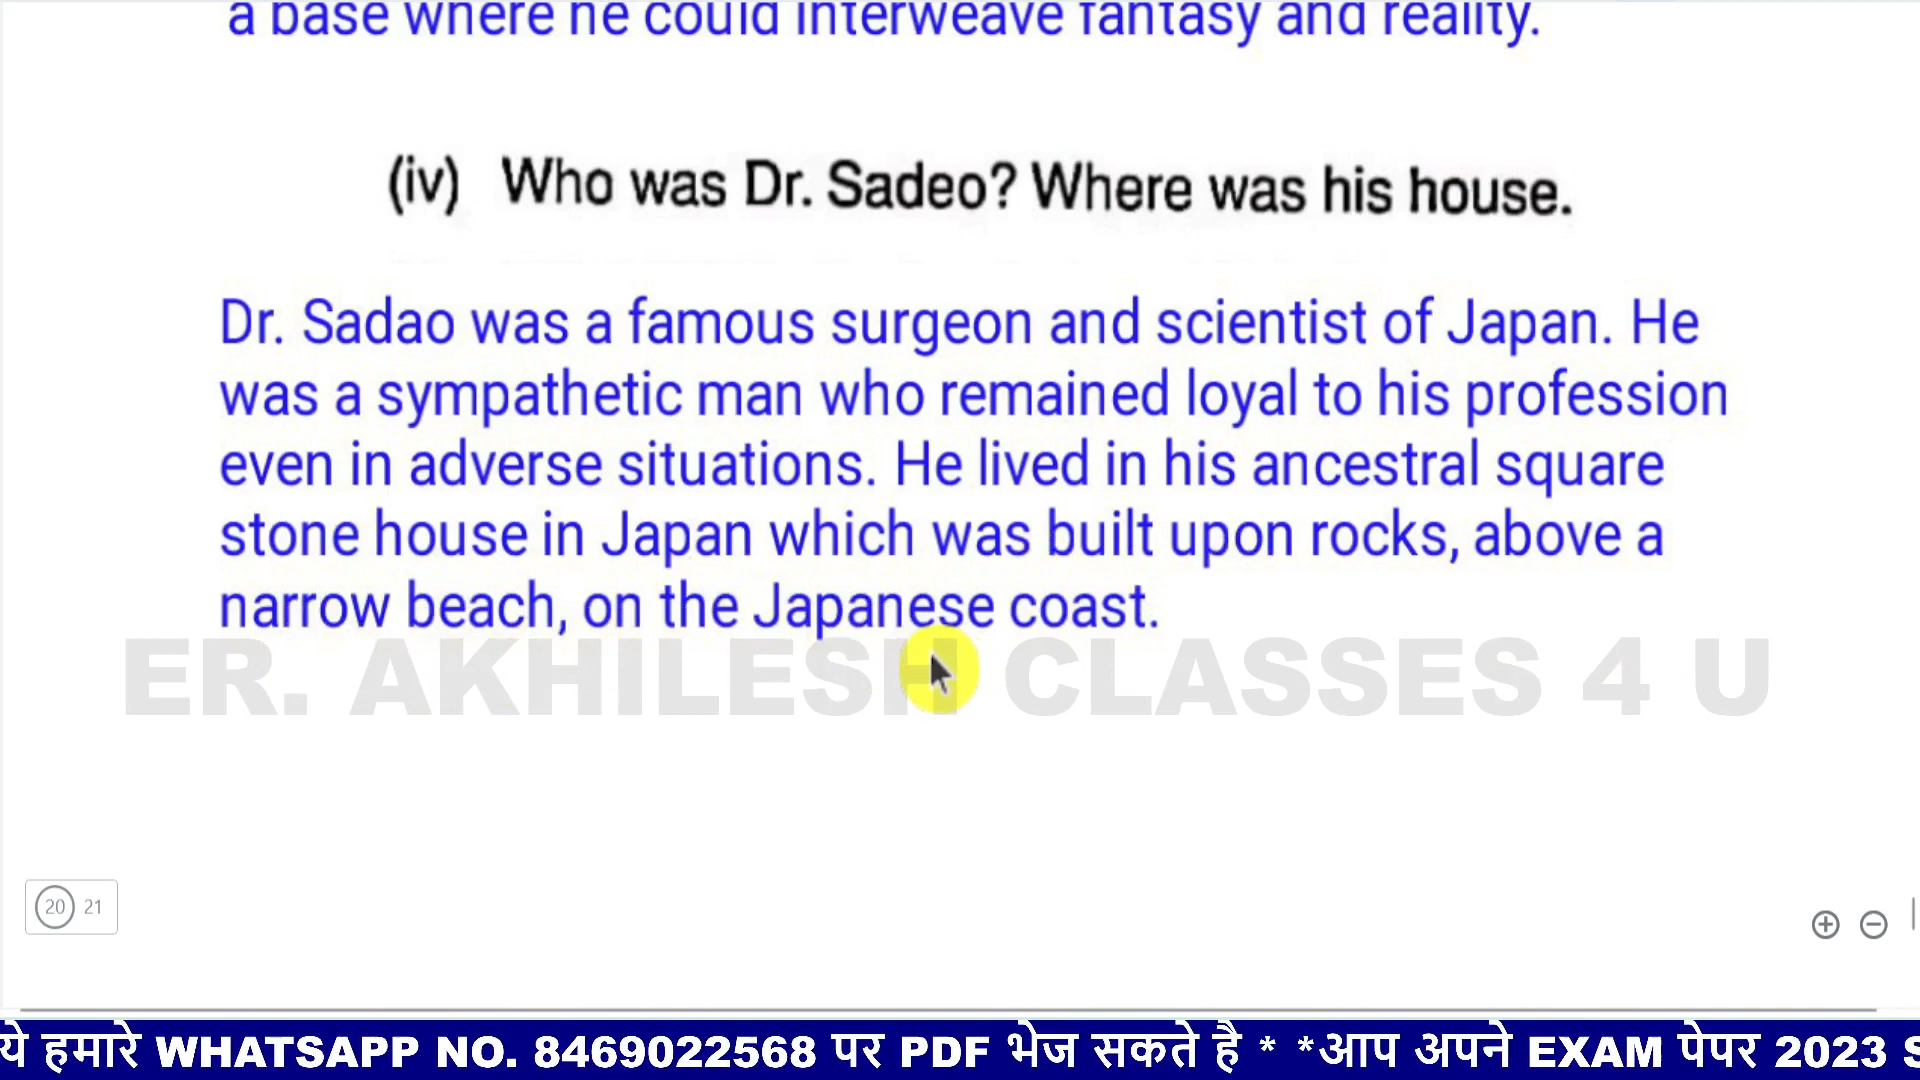 a base where he could interweave fantasy and reality.
(iv) Who was Dr. Sadeo? Where was his house.
Dr. Sadao was a famous surgeon and scientist of Japan. He
was a sympathetic man who remained loyal to his profession
even in adverse situations. He lived in his ancestral square
stone house in Japan which was built upon rocks, above a
narrow beach, on the Japanese coast.
ER. AKHILESH CLASSES 4 U
20 21
ये हमारे WHATSAPP NO. 8469022568 पर PDF भेज सकते है * *आप अपने EXAM पेपर 2023 S